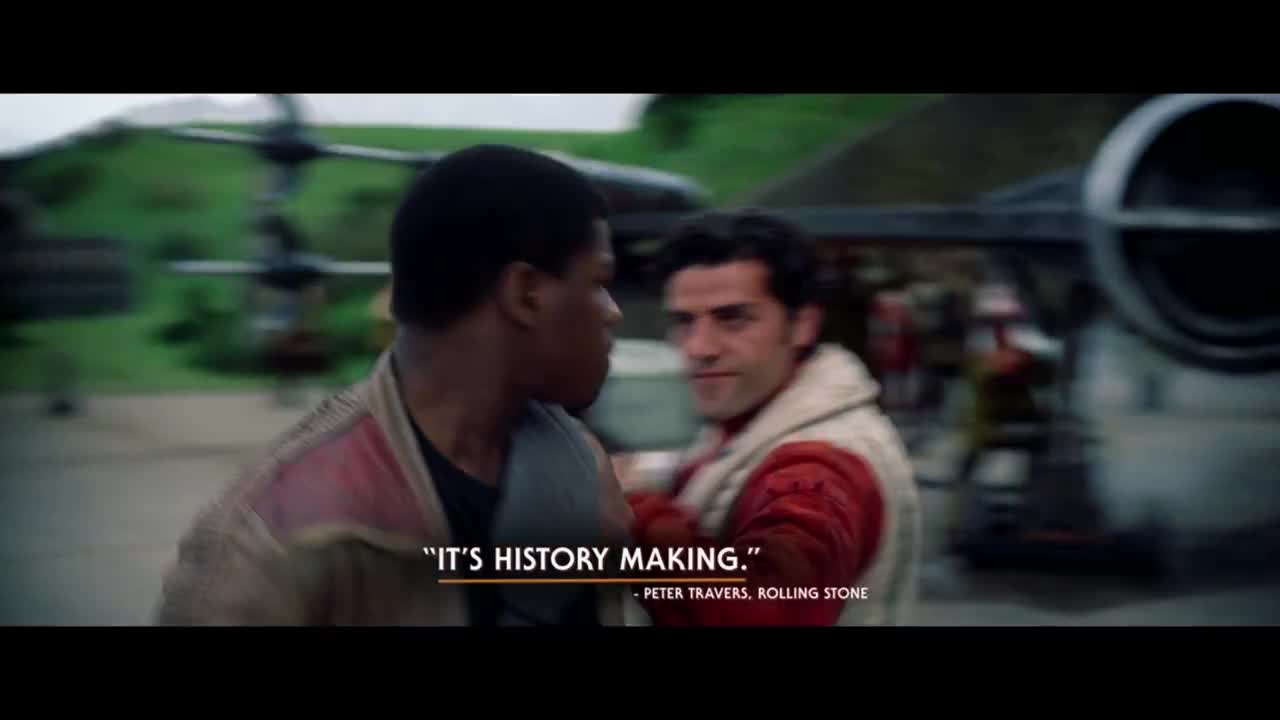 “IT’S HISTORY MAKING.”
- PETER TRAVERS, ROLLING STONE